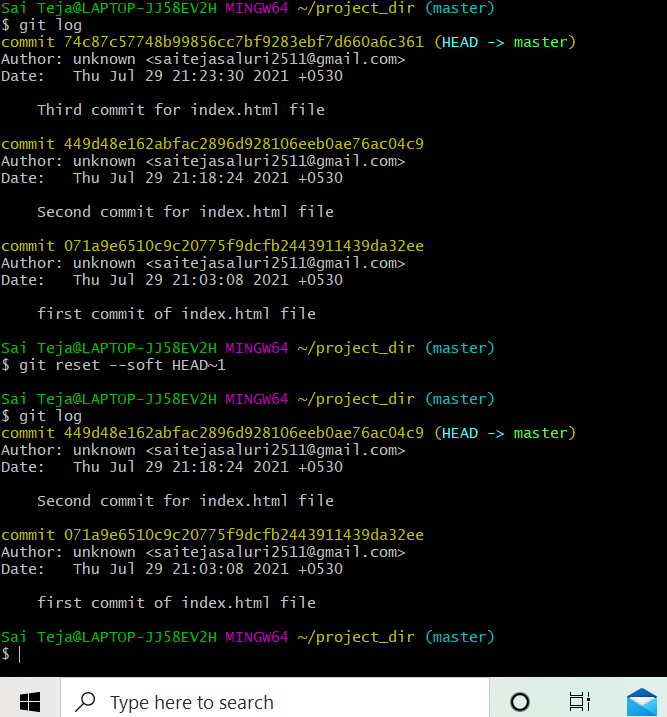 Sai Teja@LAPTOP-JJ58EV2H MINGW64 ~/project_dir (master)
$ git log
commit 74c87c57748b99856cc7bf9283ebf7d660a6c361 (HEAD -> master)
Author: unknown <saitejasaluri2511@gmail.com>
Date:   Thu Jul 29 21:23:30 2021 +0530
    Third commit for index.html file
commit 449d48e162abfac2896d928106eeb0ae76ac04c9
Author: unknown <saitejasaluri2511@gmail.com>
Date:   Thu Jul 29 21:18:24 2021 +0530
    Second commit for index.html file
commit 071a9e6510c9c20775f9dcfb2443911439da32ee
Author: unknown <saitejasaluri2511@gmail.com>
Date:   Thu Jul 29 21:03:08 2021 +0530
    first commit of index.html file
Sai Teja@LAPTOP-JJ58EV2H MINGW64 ~/project_dir (master)
$ git reset --soft HEAD~1
Sai Teja@LAPTOP-JJ58EV2H MINGW64 ~/project_dir (master)
$ git log
commit 449d48e162abfac2896d928106eeb0ae76ac04c9 (HEAD -> master)
Author: unknown <saitejasaluri2511@gmail.com>
Date:   Thu Jul 29 21:18:24 2021 +0530
    Second commit for index.html file
commit 071a9e6510c9c20775f9dcfb2443911439da32ee
Author: unknown <saitejasaluri2511@gmail.com>
Date:   Thu Jul 29 21:03:08 2021 +0530
    first commit of index.html file
Sai Teja@LAPTOP-JJ58EV2H MINGW64 ~/project_dir (master)
$
Type here to search